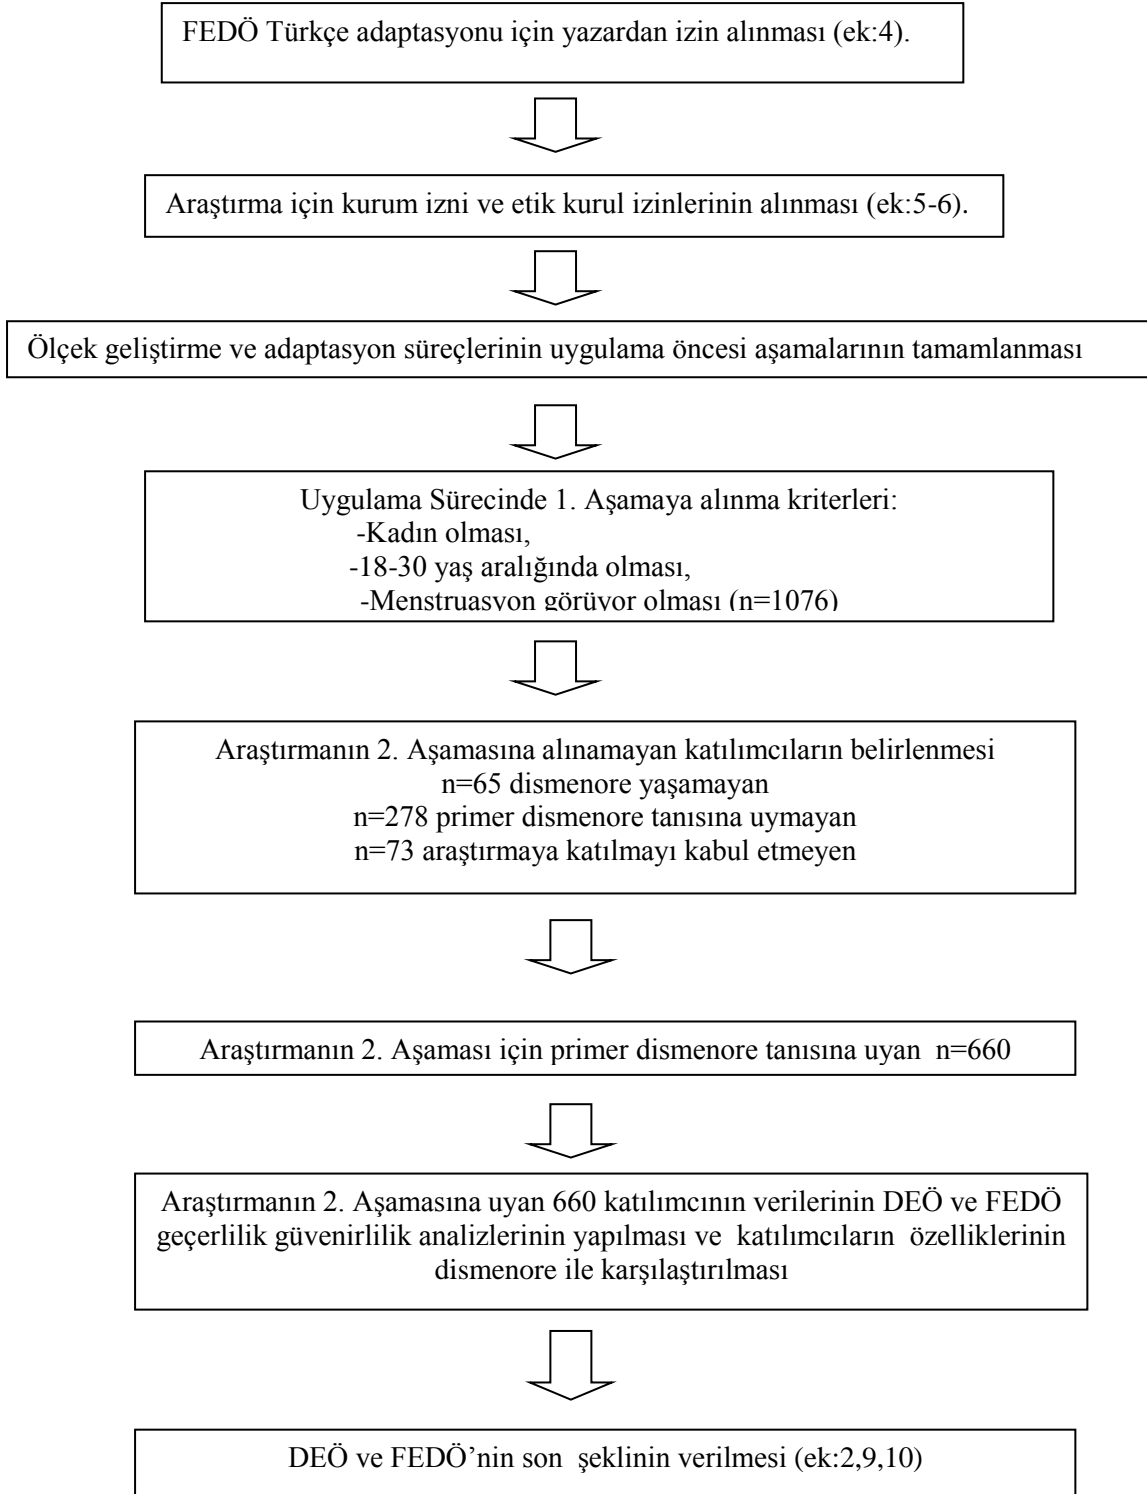 FEDÖ Türkçe adaptasyonu için yazardan izin alınması (ek:4).
Araştırma için kurum izni ve etik kurul izinlerinin alınması (ek:5-6).
Ölçek geliştirme ve adaptasyon süreçlerinin uygulama öncesi aşamalarının tamamlanması
Uygulama Sürecinde 1. Aşamaya alınma kriterleri:
-Kadın olması,
-18-30 yaş aralığında olması,
-Menstruasyon görüyor olması (n=1076)
Araştırmanın 2. Aşamasına alınamayan katılımcıların belirlenmesi
n=65 dismenore yaşamayan
n=278 primer dismenore tanısına uymayan
n=73 araştırmaya katılmayı kabul etmeyen
Araştırmanın 2. Aşaması için primer dismenore tanısına uyan n=660
Araştırmanın 2. Aşamasına uyan 660 katılımcının verilerinin DEÖ ve FEDÖ
geçerlilik güvenirlilik analizlerinin yapılması ve katılımcıların özelliklerinin
dismenore ile karşılaştırılması
DEÖ ve FEDÖ’nin son şeklinin verilmesi (ek:2,9,10)